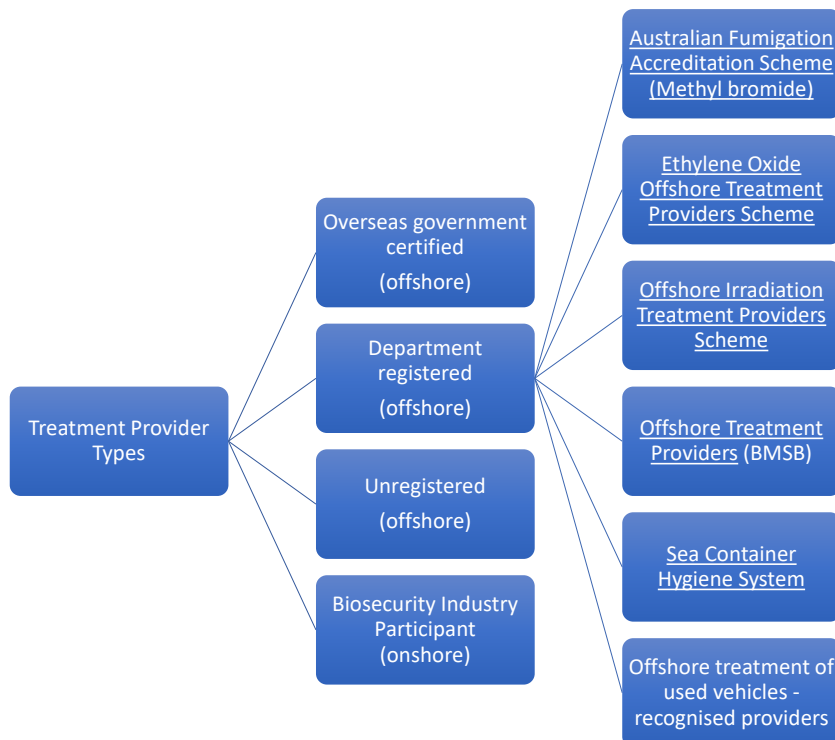 Treatment Provider
Types
Overseas government
certified
(offshore)
Department
registered
(offshore)
Unregistered
(offshore)
Biosecurity Industry
Participant
(onshore)
Australian Fumigation
Accreditation Scheme
(Methyl bromide)
Ethylene Oxide
Offshore Treatment
Providers Scheme
Offshore Irradiation
Treatment Providers
Scheme
Offshore Treatment
Providers (BMSB)
Sea Container
Hygiene System
Offshore treatment of
used vehicles -
recognised providers